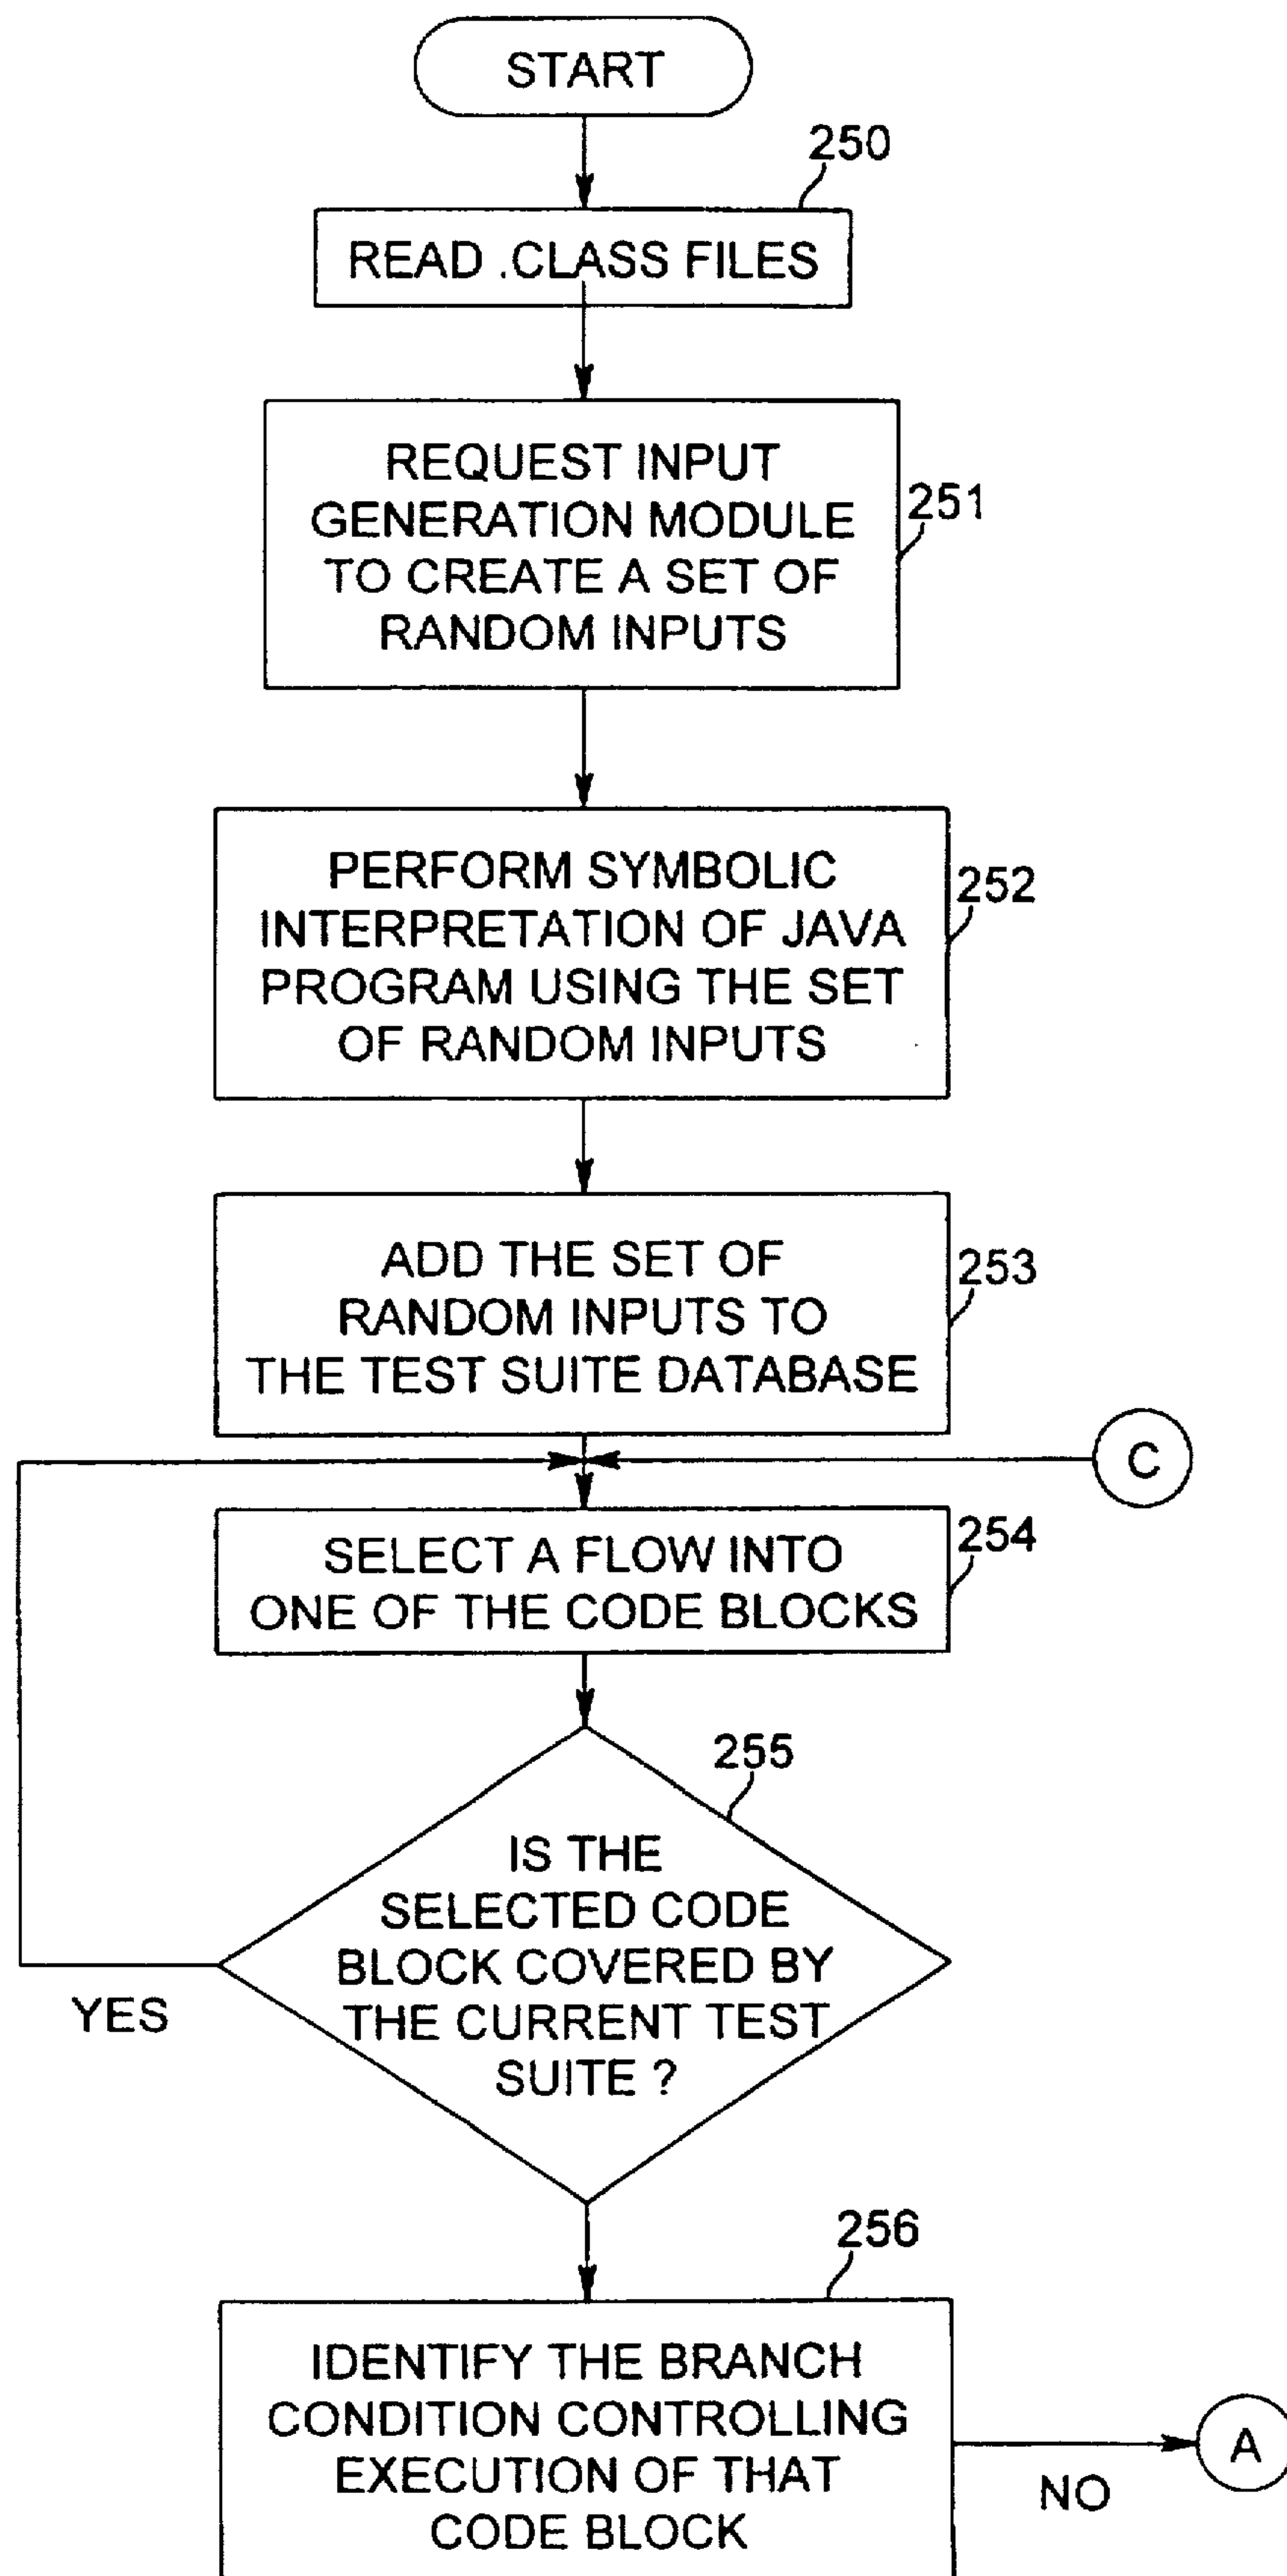 START
250
READ .CLASS FILES
REQUEST INPUT
GENERATION MODULE
TO CREATE A SET OF
RANDOM INPUTS
251
PERFORM SYMBOLIC
INTERPRETATION OF JAVA
PROGRAM USING THE SET
OF RANDOM INPUTS
252
ADD THE SET OF
RANDOM INPUTS TO
THE TEST SUITE DATABASE
253
C
SELECT A FLOW INTO
ONE OF THE CODE BLOCKS
254
255
IS THE
SELECTED CODE
BLOCK COVERED BY
THE CURRENT TEST
SUITE ?
YES
256
IDENTIFY THE BRANCH
CONDITION CONTROLLING
EXECUTION OF THAT
CODE BLOCK
NO
A